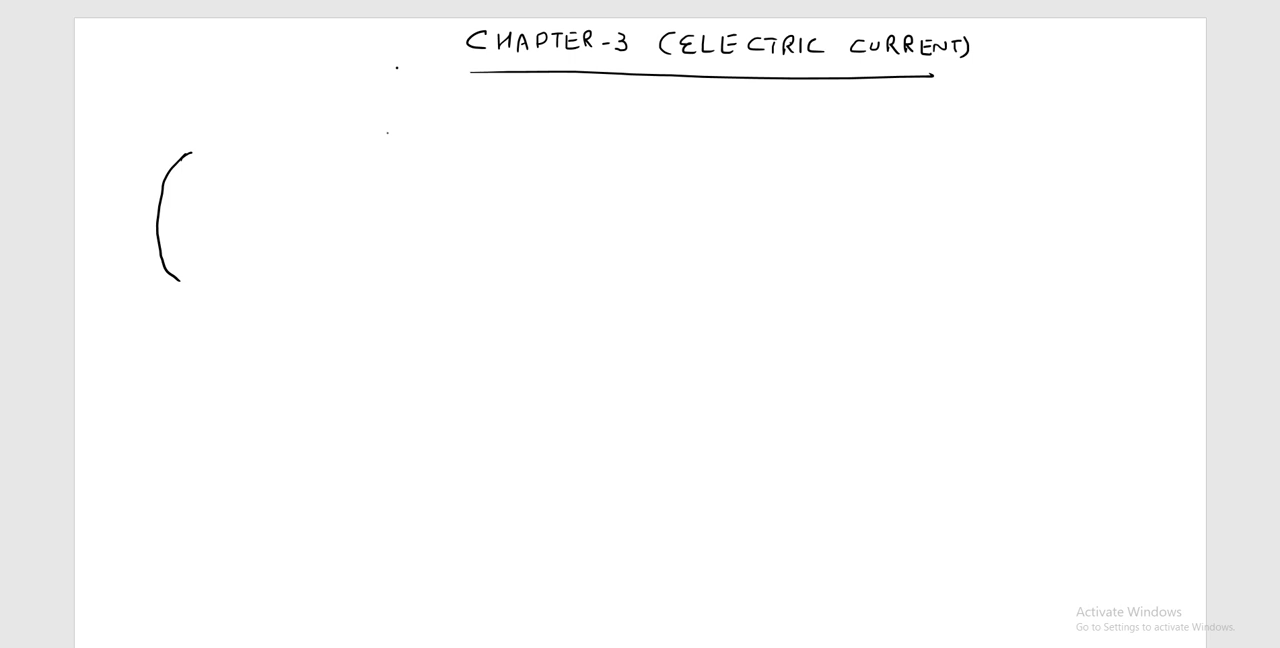 CHAPTER-3 (ELECTRIC CURRENT)
(
Activate Windows
Go to Settings to activate Windows.